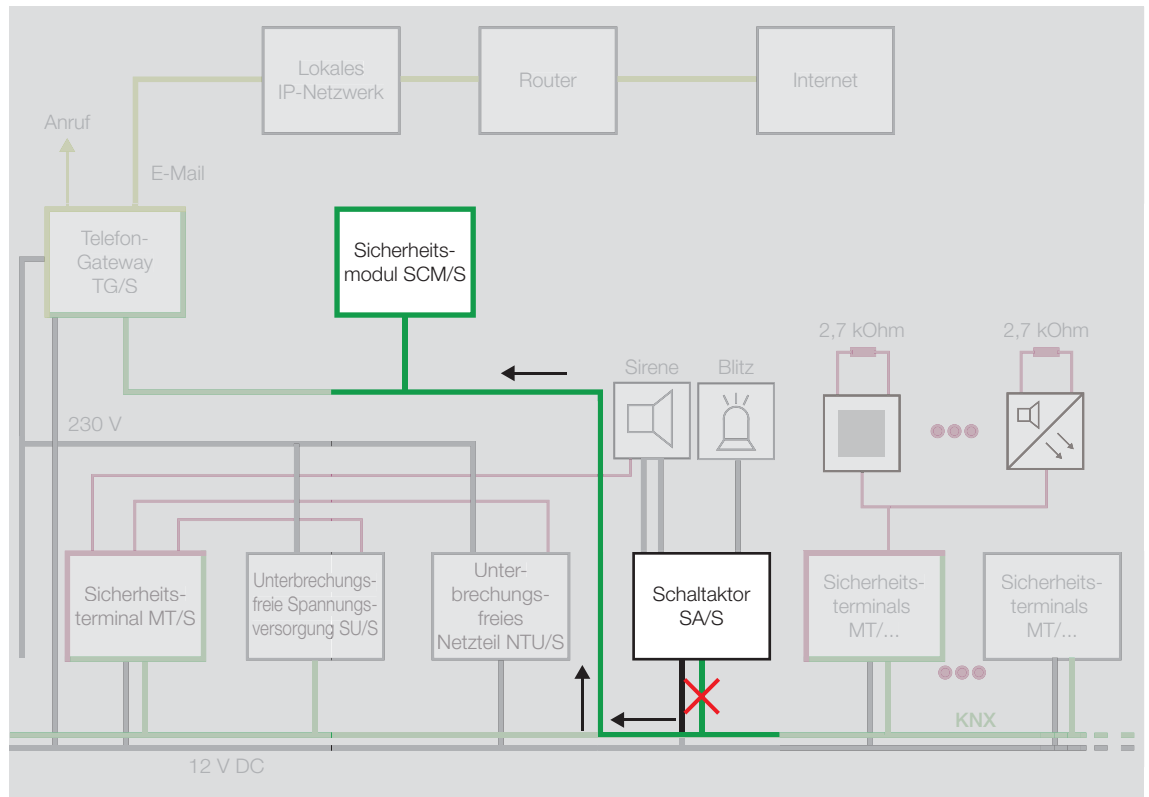 Lokales
IP-Netzwerk
Router
Internet
Anruf
E-Mail
Telefon-
Gateway
TG/S
Sicherheits-
modul SCM/S
2,7 kOhm
2,7 kOhm
Sirene
Blitz
230 V
Sicherheits-
terminal MT/S
Unterbrechungs-
freie Spannungs-
versorgung SU/S
Unter-
brechungs-
freies
Netzteil NTU/S
Schaltaktor
SA/S
Sicherheits-
terminals
MT/...
Sicherheits-
terminals
MT/...
KNX
12 V DC